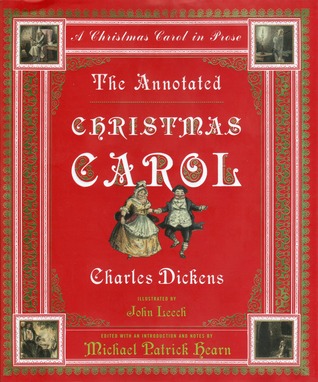 A Christmas Carol in Prose
The Annotated
CHRISTMAS
CAROL
Charles Dickens
ILLUSTRATED BY
John Leech
EDITED WITH AN INTRODUCTION AND NOTES BY
Michael Patrick Hearn